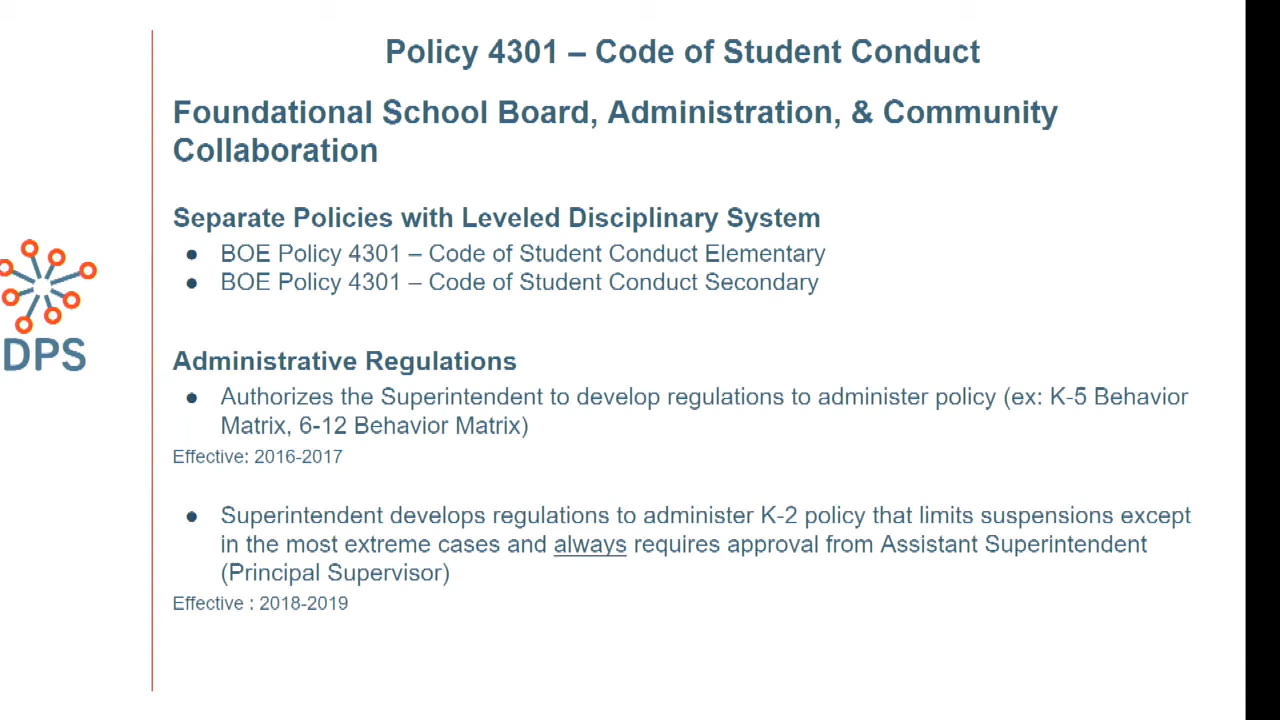 Policy 4301 – Code of Student Conduct
Foundational School Board, Administration, & Community
Collaboration
Separate Policies with Leveled Disciplinary System
● BOE Policy 4301 – Code of Student Conduct Elementary
● BOE Policy 4301 – Code of Student Conduct Secondary
DPS
Administrative Regulations
● Authorizes the Superintendent to develop regulations to administer policy (ex: K-5 Behavior
Matrix, 6-12 Behavior Matrix)
Effective: 2016-2017
● Superintendent develops regulations to administer K-2 policy that limits suspensions except
in the most extreme cases and always requires approval from Assistant Superintendent
(Principal Supervisor)
Effective : 2018-2019